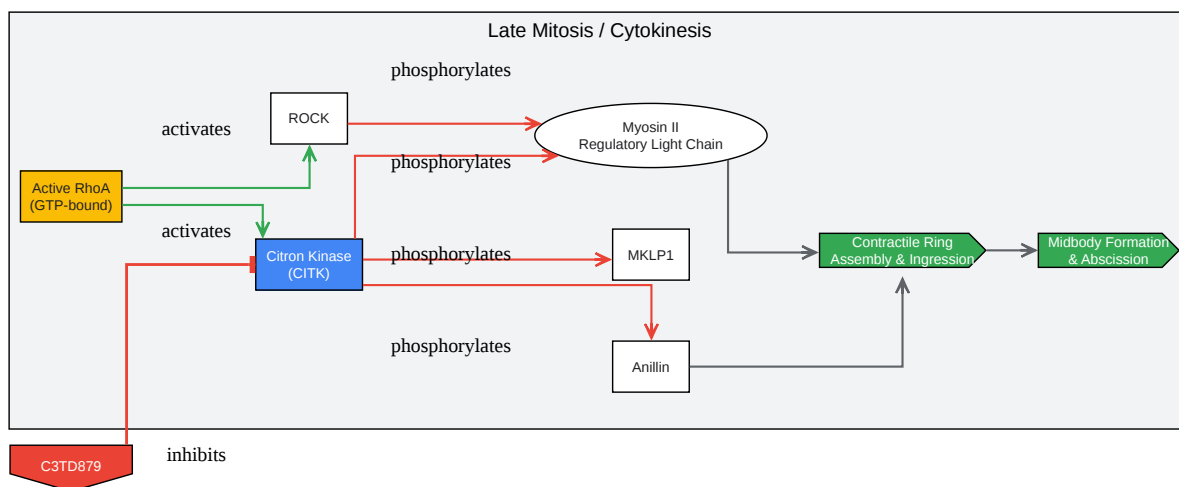 Late Mitosis / Cytokinesis
phosphorylates
ROCK
activates
Myosin II
Regulatory Light Chain
phosphorylates
Active RhoA
(GTP-bound)
activates
Citron Kinase
(CITK)
phosphorylates
MKLP1
Contractile Ring
Assembly & Ingression
Midbody Formation
& Abscission
phosphorylates
Anillin
C3TD879
inhibits